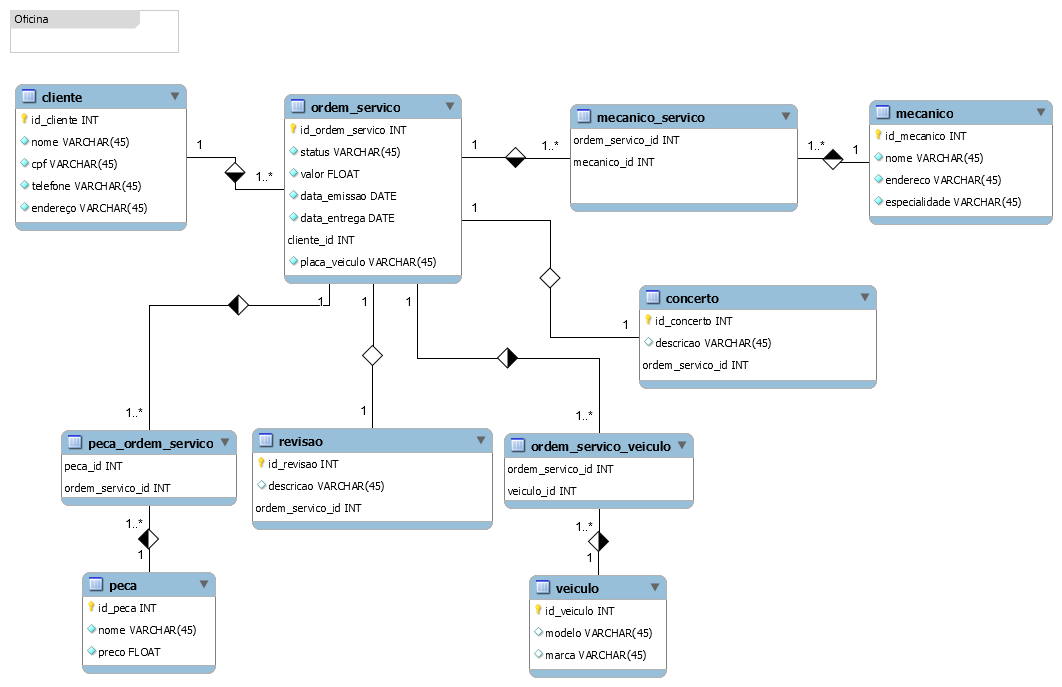 Oficina
cliente
id_cliente INT
nome VARCHAR(45)
cpf VARCHAR(45)
telefone VARCHAR(45)
endereço VARCHAR(45)
1
1..*
ordem_servico
id_ordem_servico INT
status VARCHAR(45)
valor FLOAT
data_emissao DATE
data_entrega DATE
cliente_id INT
placa_veiculo VARCHAR(45)
1
1..*
mecanico_servico
ordem_servico_id INT
mecanico_id INT
1..*
1
mecanico
id_mecanico INT
nome VARCHAR(45)
endereco VARCHAR(45)
especialidade VARCHAR(45)
1
1
concerto
id_concerto INT
descricao VARCHAR(45)
ordem_servico_id INT
1
1
1
1..*
1
1..*
peca_ordem_servico
peca_id INT
ordem_servico_id INT
revisao
id_revisao INT
descricao VARCHAR(45)
ordem_servico_id INT
ordem_servico_veiculo
ordem_servico_id INT
veiculo_id INT
1..*
1
1..*
1
peca
id_peca INT
nome VARCHAR(45)
preco FLOAT
veiculo
id_veiculo INT
modelo VARCHAR(45)
marca VARCHAR(45)